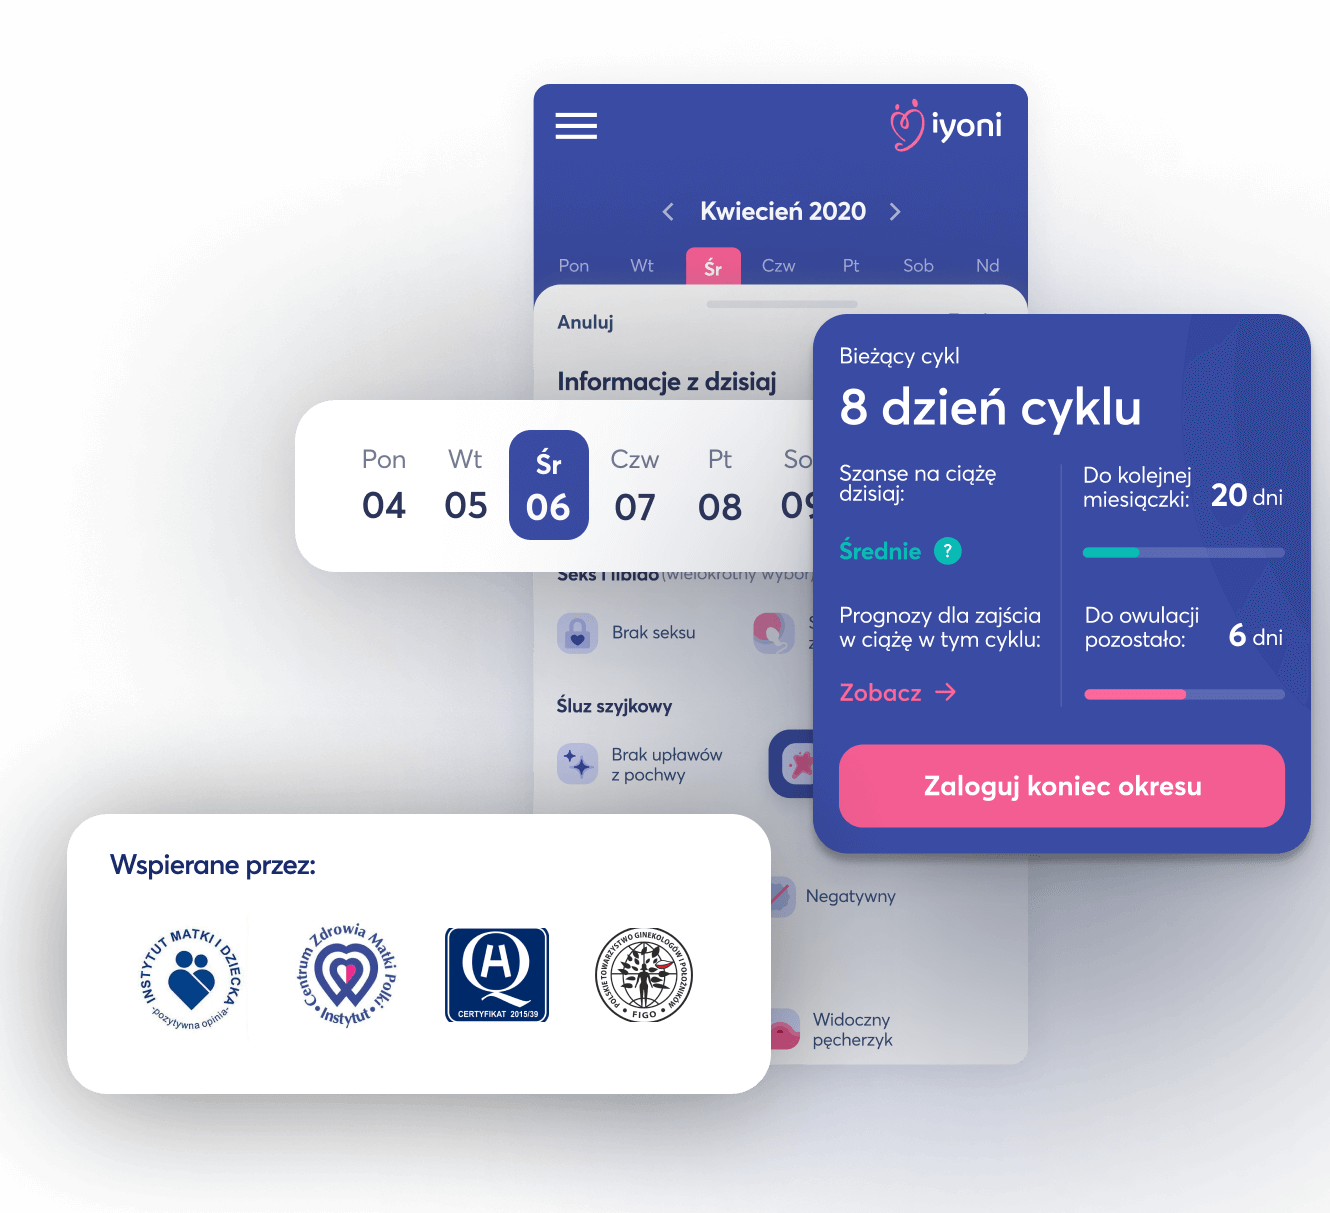 iyoni
Kwiecień 2020
Pon Wt Śr Czw Pt Sob Nd
Anuluj
Informacje z dzisiaj
Pon Wt Śr Czw Pt So
04 05 06 07 08 09
Seks i libido (wielokrotny wybór)
Brak seksu
Śluz szyjkowy
Brak upławów
z pochwy
Negatywny
Widoczny
pęcherzyk
Bieżący cykl
8 dzień cyklu
Szanse na ciążę
dzisiaj:
Średnie ?
Do kolejnej
miesiączki: 20 dni
Prognozy dla zajścia
w ciążę w tym cyklu:
Zobacz →
Do owulacji
pozostało: 6 dni
Zaloguj koniec okresu
Wspierane przez:
INSTYTUT MATKI I DZIECKA
-pozytywna opinia-
Centrum Zdrowia Matki Polki
• Instytut •
HQ
CERTYFIKAT 2015/39
POLSKIE TOWARZYSTWO GINEKOLOGÓW I POŁOŻNIKÓW
• FIGO •